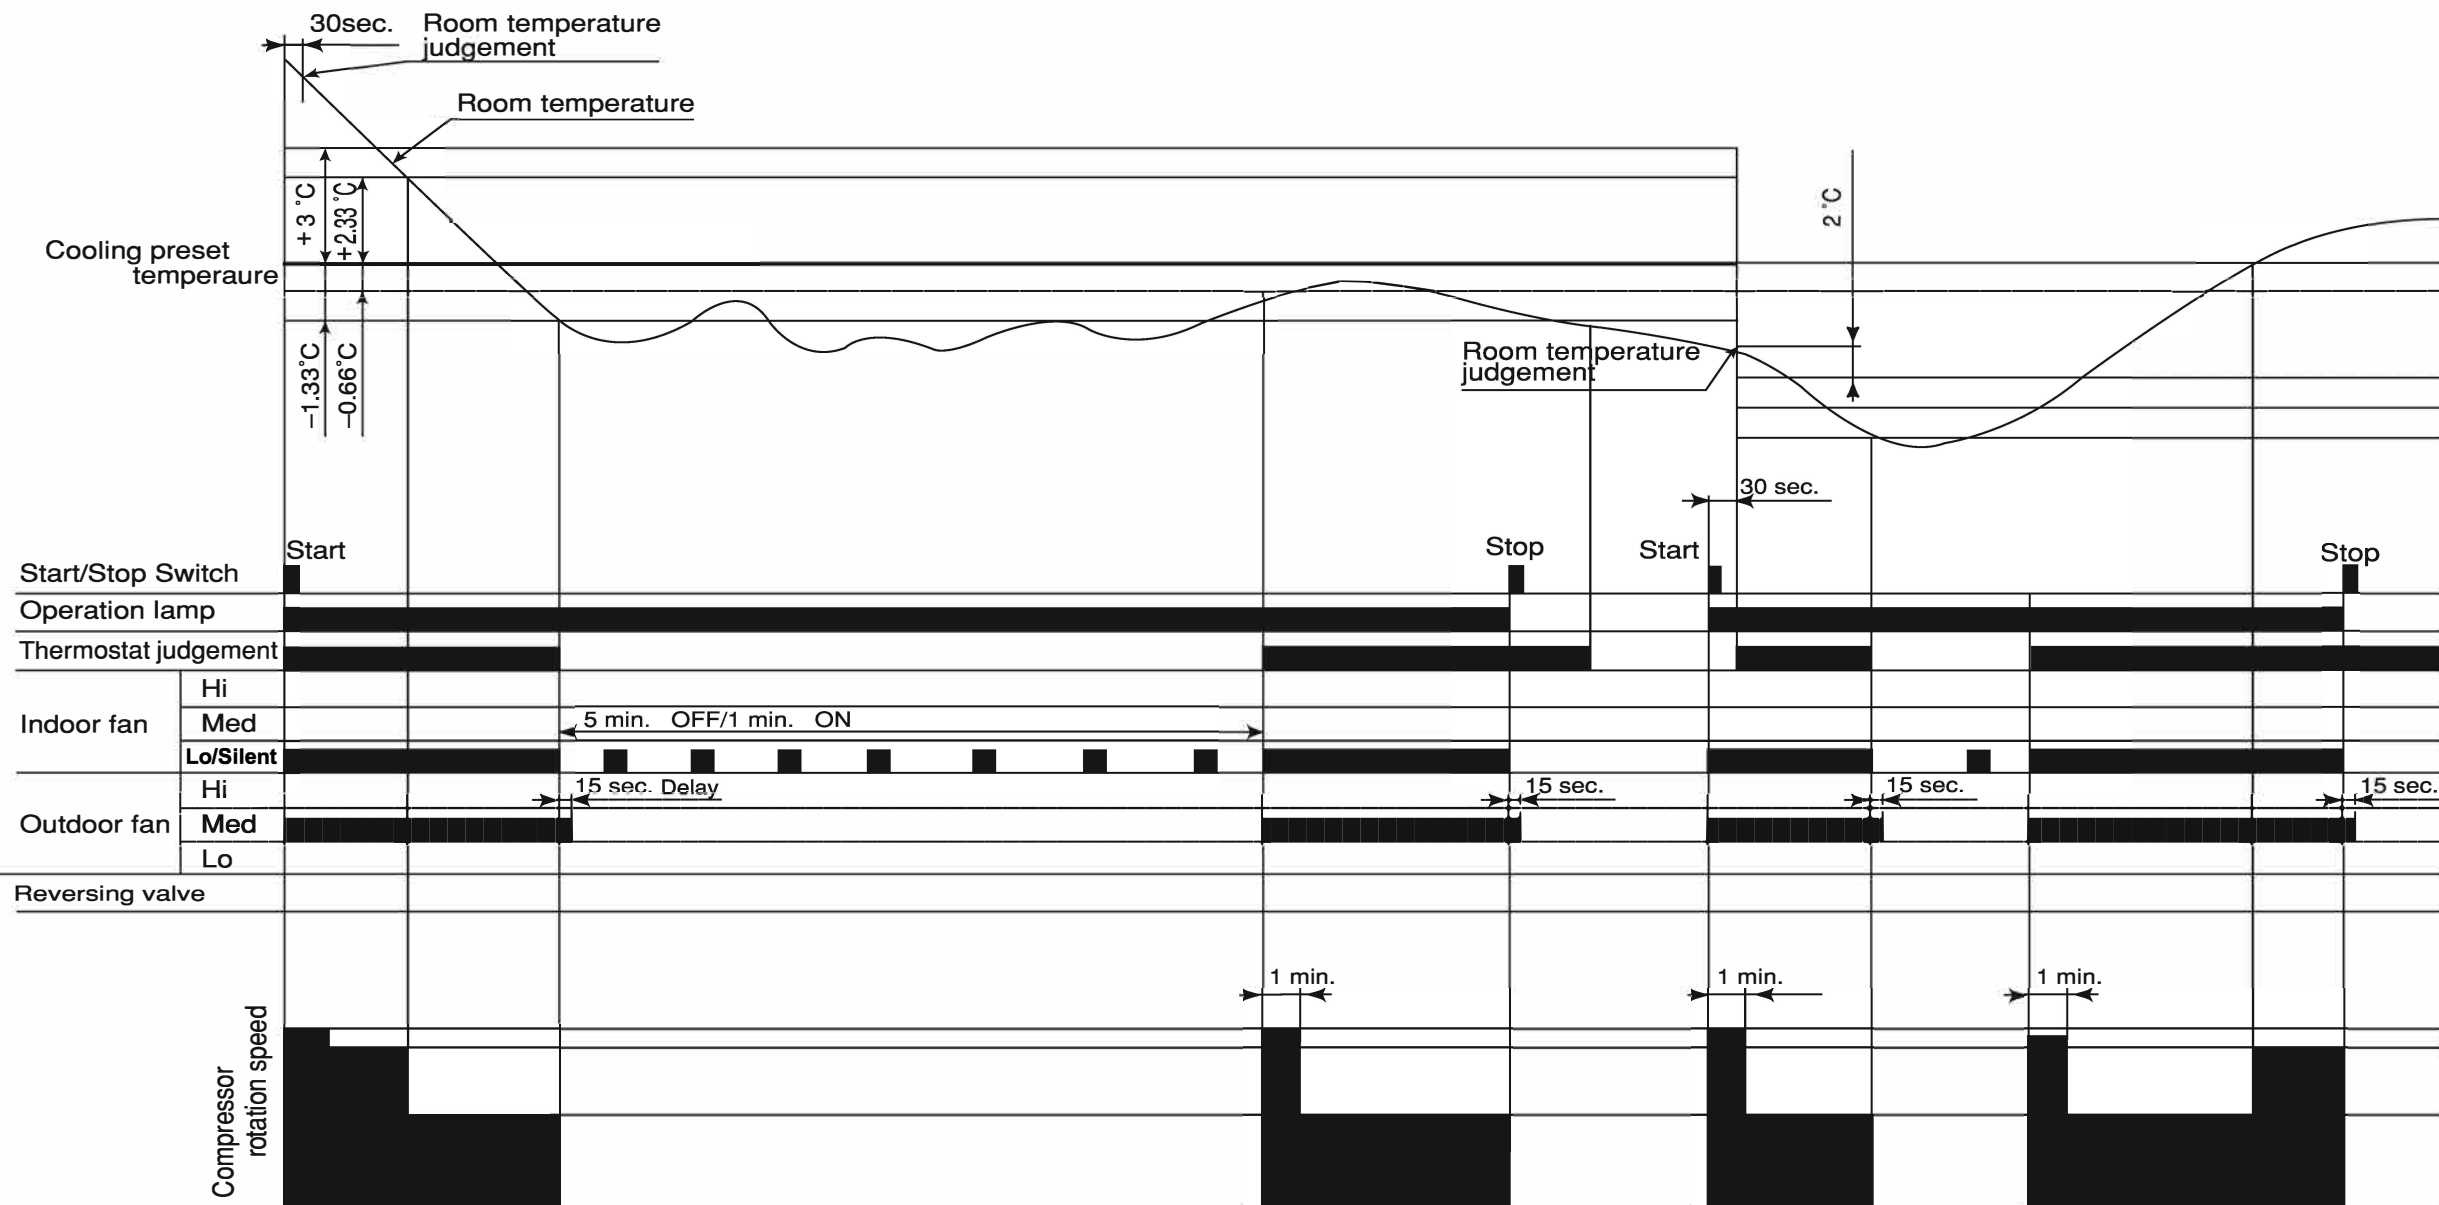 30sec.
Room temperature
judgement
Room temperature
+3 °C
+2.33 °C
2 °C
Cooling preset
temperaure
−1.33°C
−0.66°C
Room temperature
judgement
30 sec.
Start
Stop
Start
Stop
Start/Stop Switch
Operation lamp
Thermostat judgement
Hi
Indoor fan
Med
5 min. OFF/1 min. ON
Lo/Silent
Hi
15 sec. Delay
15 sec.
15 sec.
15 sec.
Outdoor fan
Med
Lo
Reversing valve
1 min.
1 min.
1 min.
Compressor
rotation speed